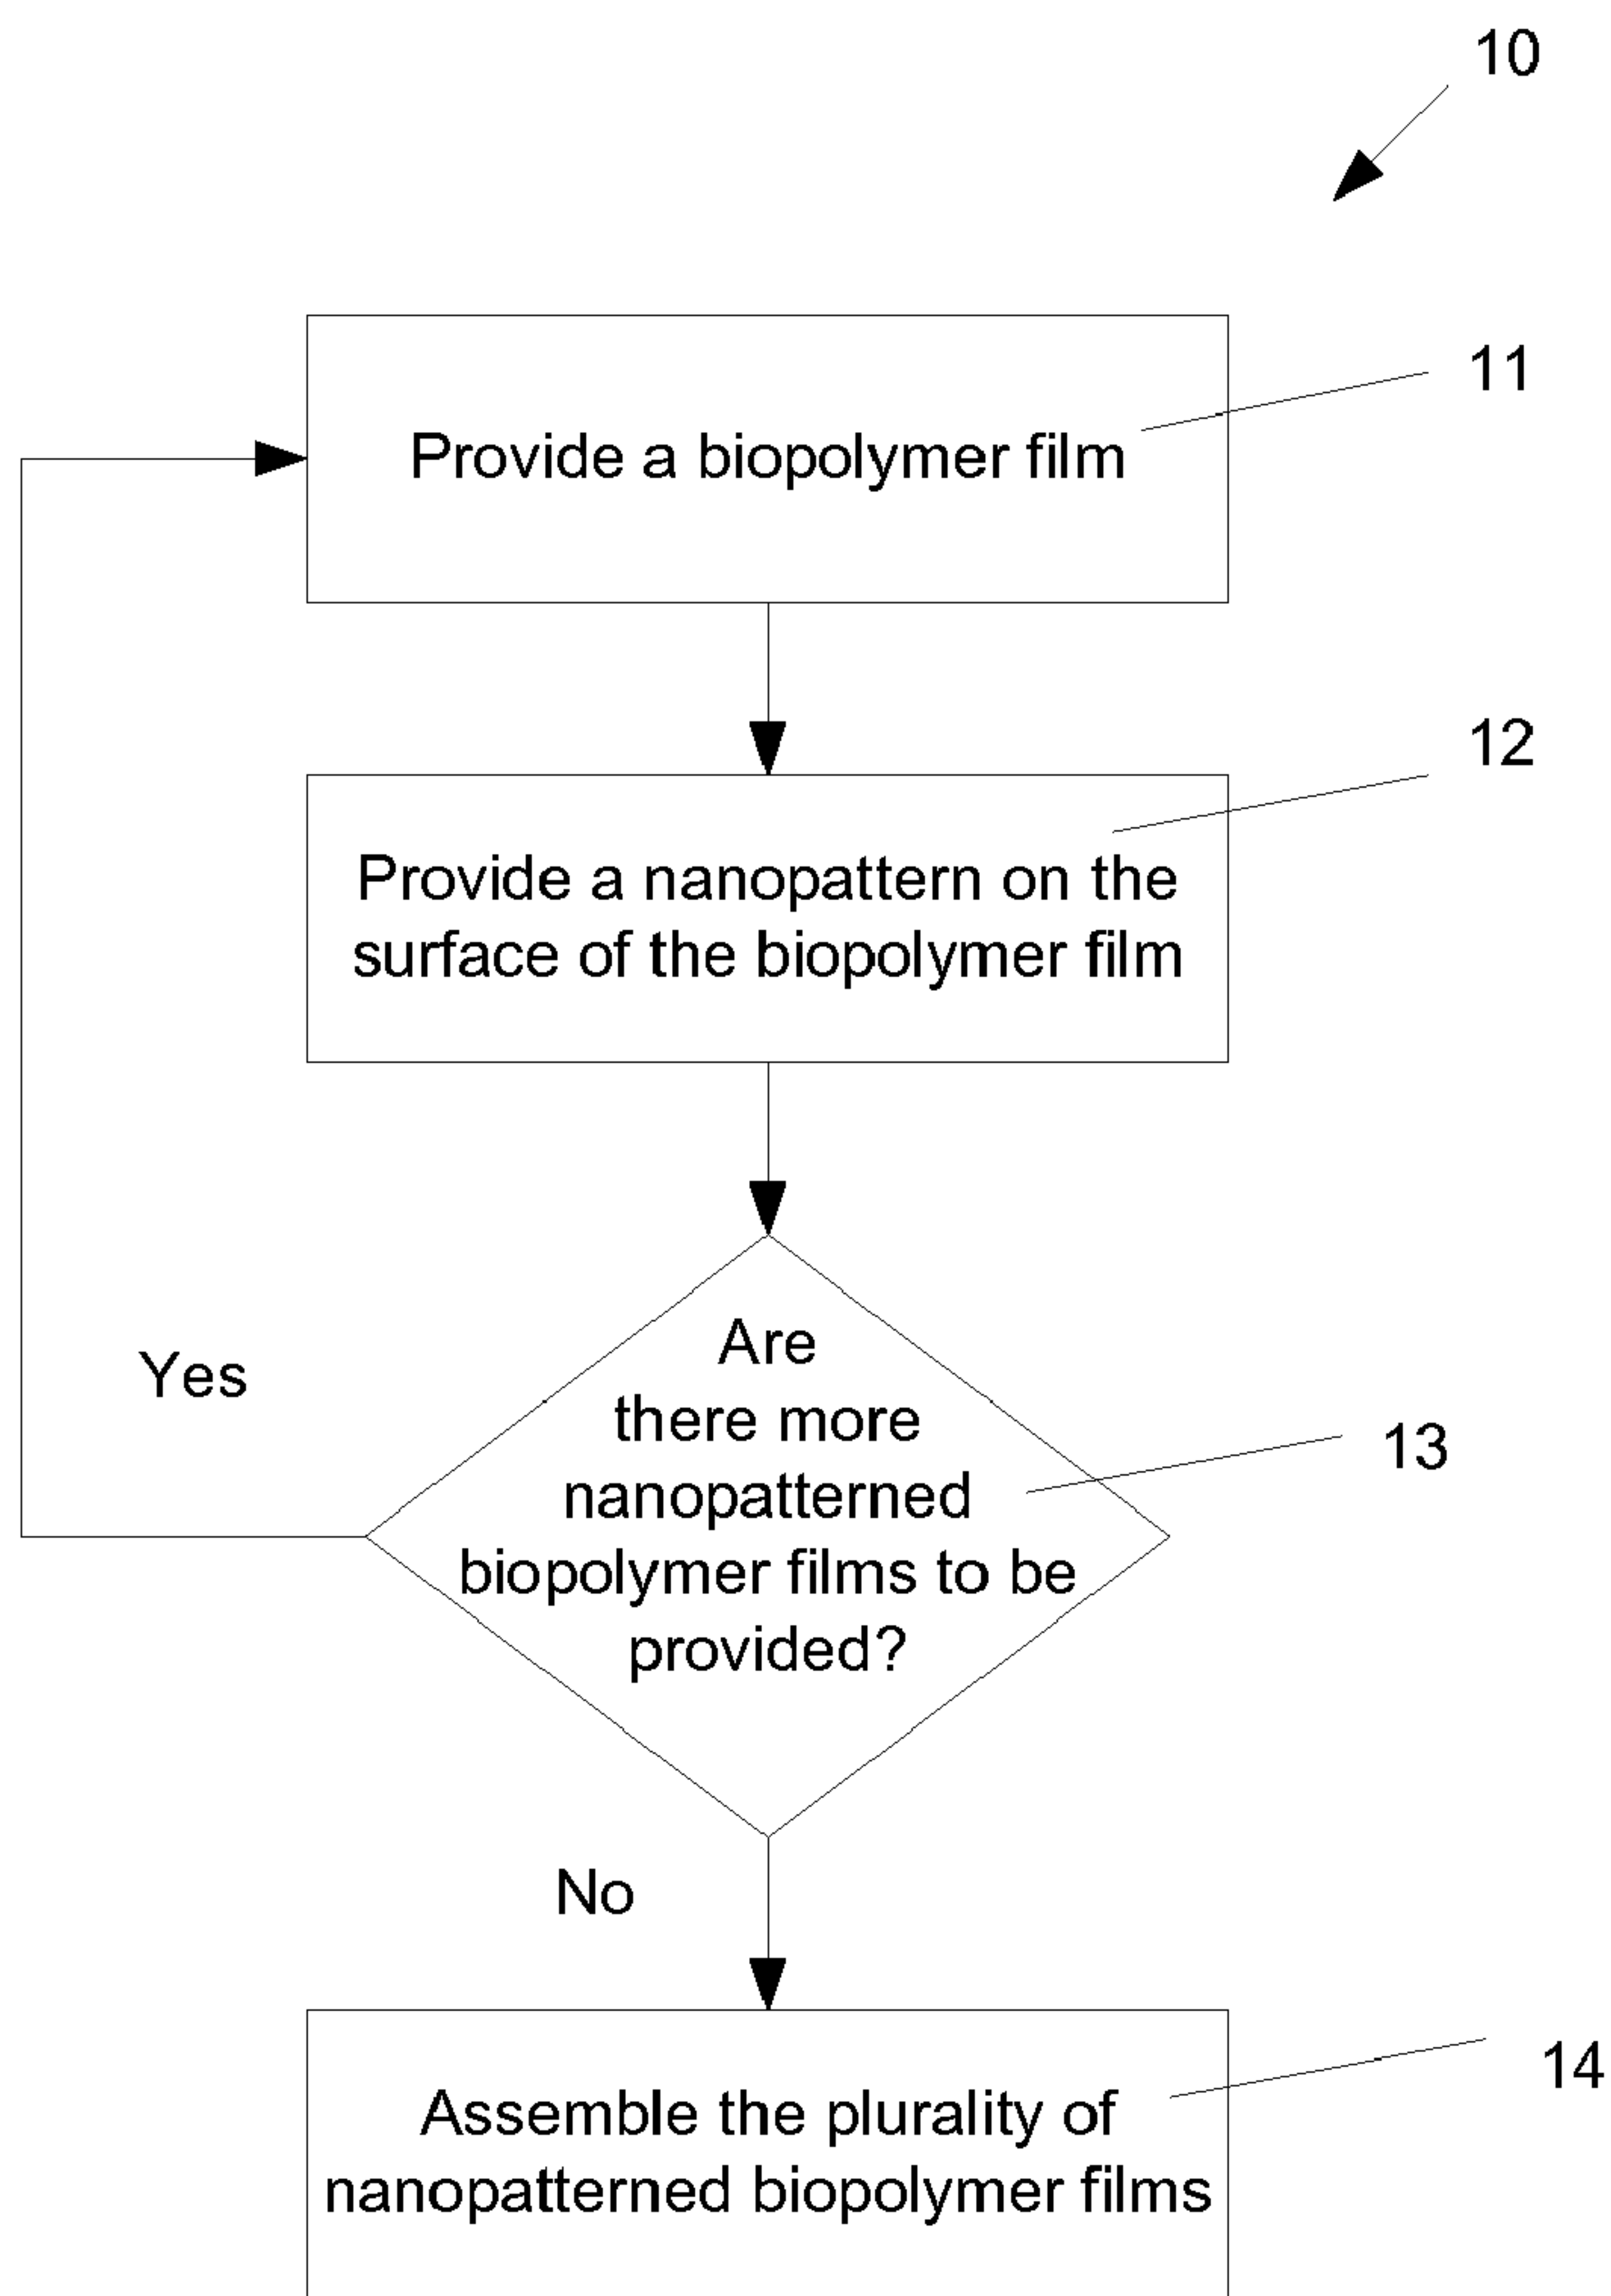 10
11
Provide a biopolymer film
12
Provide a nanopattern on the
surface of the biopolymer film
Are
there more
nanopatterned
biopolymer films to be
provided?
13
Yes
No
14
Assemble the plurality of
nanopatterned biopolymer films